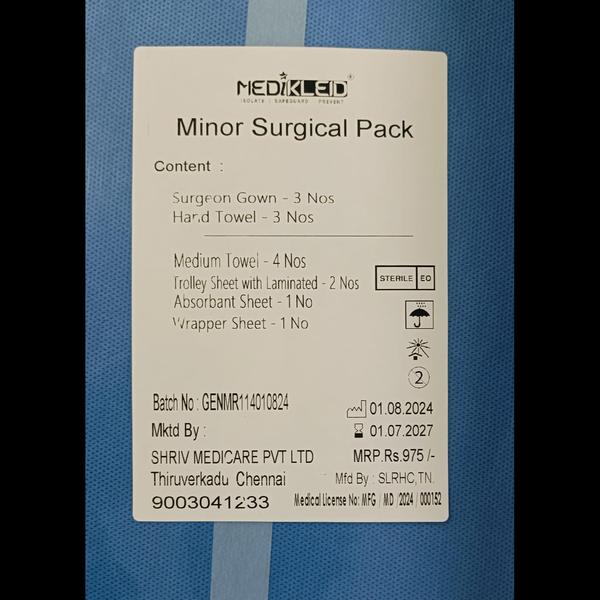 MEDiKLEiD®
ISOLATE | SAFEGUARD | PREVENT
Minor Surgical Pack
Content :
Surgeon Gown - 3 Nos
Hand Towel - 3 Nos
Medium Towel - 4 Nos
Trolley Sheet with Laminated - 2 Nos
Absorbant Sheet - 1 No
Wrapper Sheet - 1 No
STERILE EO
2
Batch No : GENMR114010824
01.08.2024
Mktd By :
01.07.2027
SHRIV MEDICARE PVT LTD
MRP.Rs.975 /-
Thiruverkadu Chennai
Mfd By : SLRHC,TN.
9003041233
Medical License No: MFG / MD /2024 / 000152